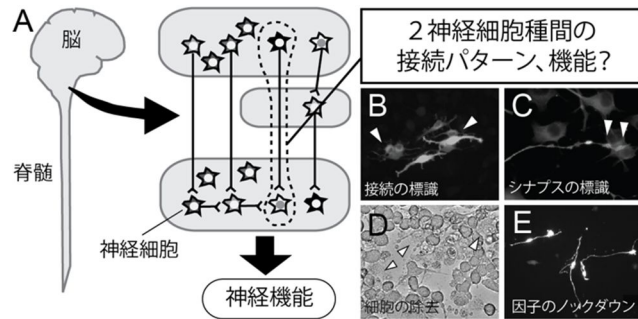 A
脳
脊髄
神経細胞
神経機能
2神経細胞種間の
接続パターン、機能?
B
接続の標識
C
シナプスの標識
D
細胞の除去
E
因子のノックダウン